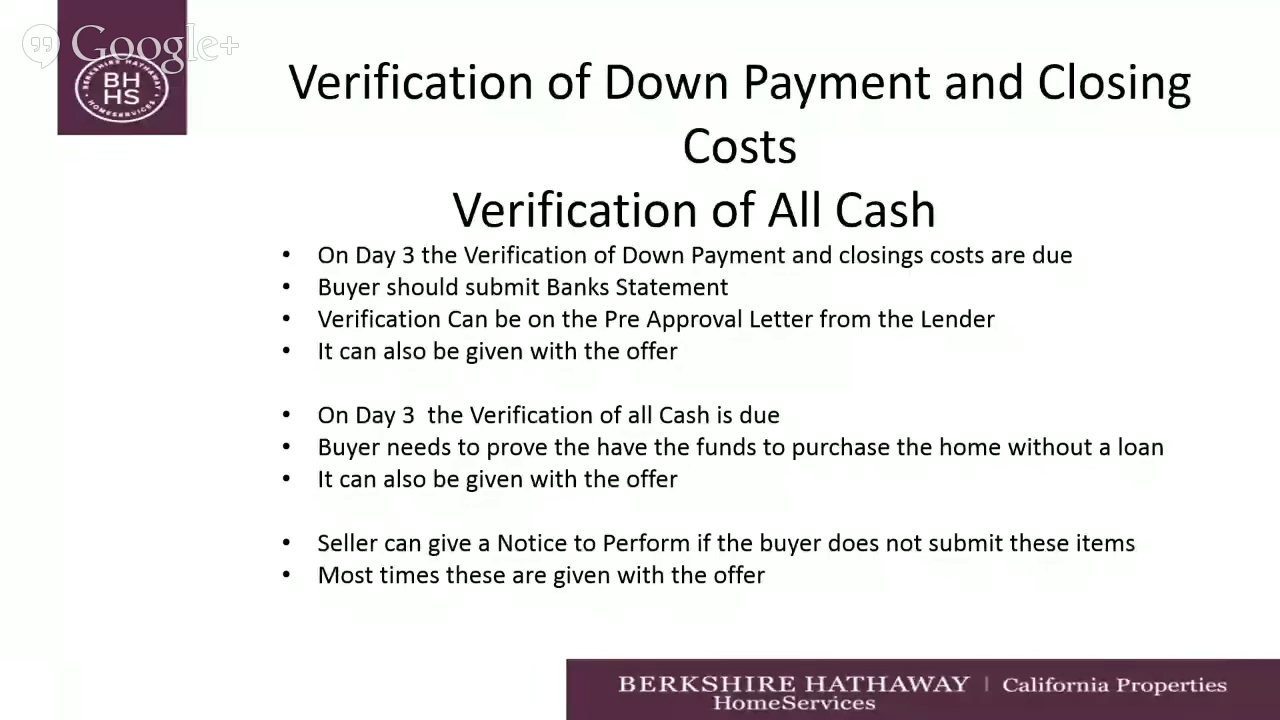 Google+
BERKSHIRE HATHAWAY
BH
HS
HOMESERVICES
Verification of Down Payment and Closing
Costs
Verification of All Cash
• On Day 3 the Verification of Down Payment and closings costs are due
• Buyer should submit Banks Statement
• Verification Can be on the Pre Approval Letter from the Lender
• It can also be given with the offer
• On Day 3 the Verification of all Cash is due
• Buyer needs to prove the have the funds to purchase the home without a loan
• It can also be given with the offer
• Seller can give a Notice to Perform if the buyer does not submit these items
• Most times these are given with the offer
BERKSHIRE HATHAWAY | California Properties
HomeServices